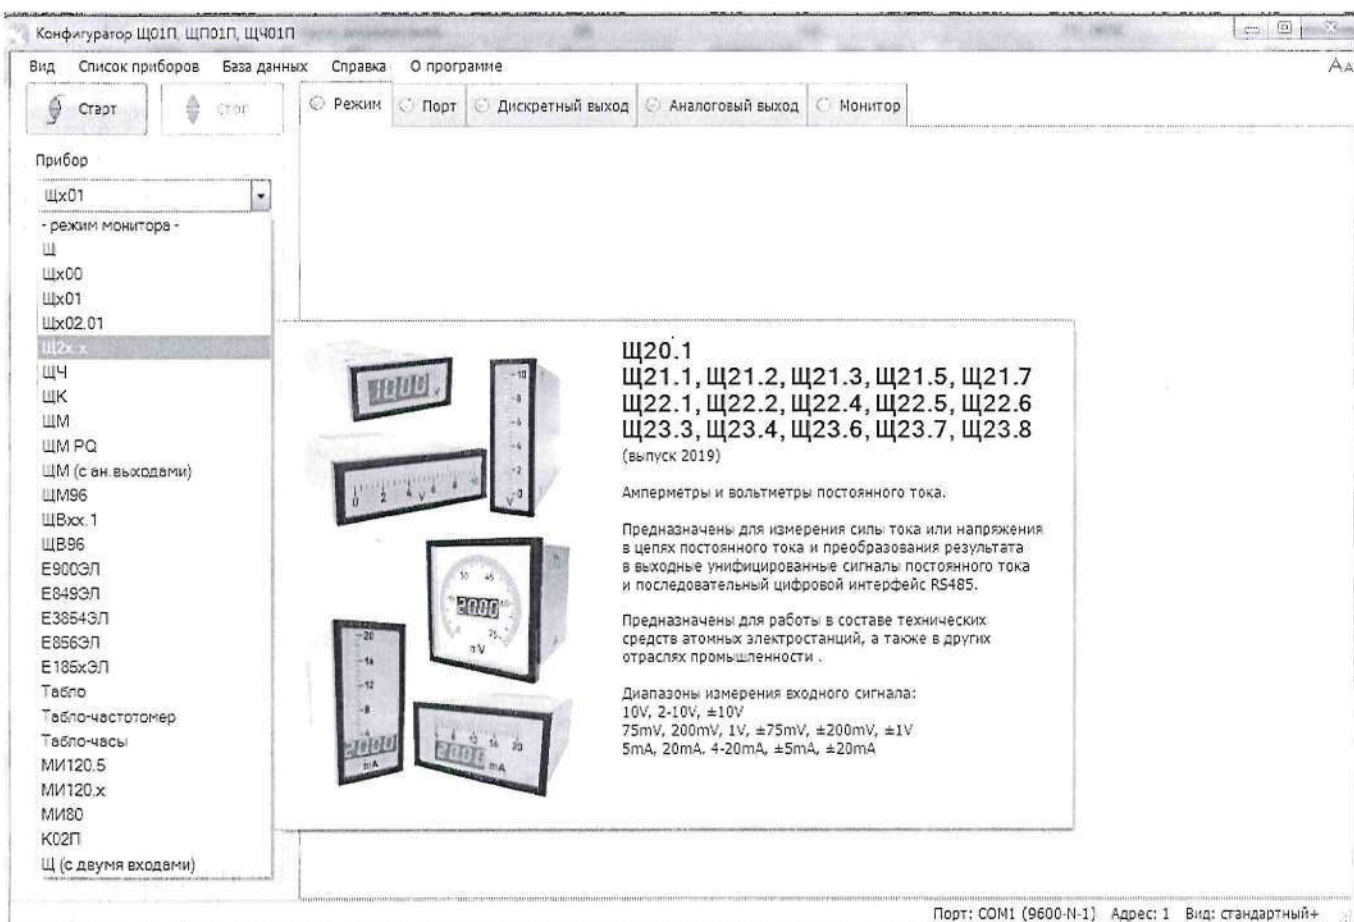 Конфигуратор Щ01П, ЩП01П, ЩЧ01П
Вид Список приборов База данных Справка О программе
Старт Стоп
Режим Порт Дискретный выход Аналоговый выход Монитор
Прибор
Щх01
- режим монитора -
Щ
Щх00
Щх01
Щх02.01
Щ2х.х
ЩЧ
ЩК
ЩМ
ЩМ PQ
ЩМ (с ан.выходами)
ЩМ96
ЩВхх.1
ЩВ96
Е900ЭЛ
Е849ЭЛ
Е3854ЭЛ
Е856ЭЛ
Е185хЭЛ
Табло
Табло-частотомер
Табло-часы
МИ120.5
МИ120.х
МИ80
К02П
Щ (с двумя входами)
Щ20.1
Щ21.1, Щ21.2, Щ21.3, Щ21.5, Щ21.7
Щ22.1, Щ22.2, Щ22.4, Щ22.5, Щ22.6
Щ23.3, Щ23.4, Щ23.6, Щ23.7, Щ23.8
(выпуск 2019)
Амперметры и вольтметры постоянного тока.
Предназначены для измерения силы тока или напряжения
в цепях постоянного тока и преобразования результата
в выходные унифицированные сигналы постоянного тока
и последовательный цифровой интерфейс RS485.
Предназначены для работы в составе технических
средств атомных электростанций, а также в других
отраслях промышленности .
Диапазоны измерения входного сигнала:
10V, 2-10V, ±10V
75mV, 200mV, 1V, ±75mV, ±200mV, ±1V
5mA, 20mA, 4-20mA, ±5mA, ±20mA
Порт: COM1 (9600-N-1) Адрес: 1 Вид: стандартный+